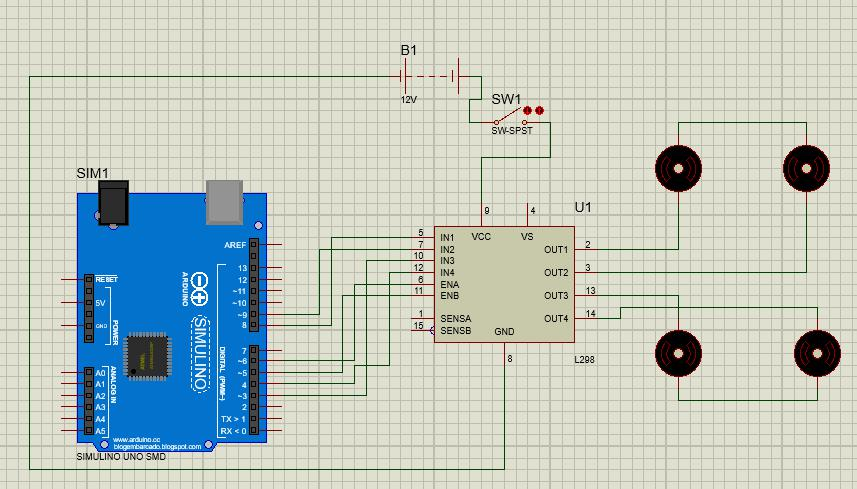 B1
12V
SW1
SW-SPST
SIM1
AREF
13
12
~11
~10
~9
8
RESET
5V
GND
POWER
ARDUINO
SIMULINO
DIGITAL (PWM~)
7
~6
~5
4
~3
2
TX > 1
RX < 0
A0
A1
A2
A3
A4
A5
ANALOG IN
www.arduino.cc
blogembarcado.blogspot.com
SIMULINO UNO SMD
U1
9
4
VCC
VS
5
IN1
7
IN2
10
IN3
12
IN4
6
ENA
11
ENB
1
SENSA
15
SENSB
OUT1
2
OUT2
3
OUT3
13
OUT4
14
GND
8
L298